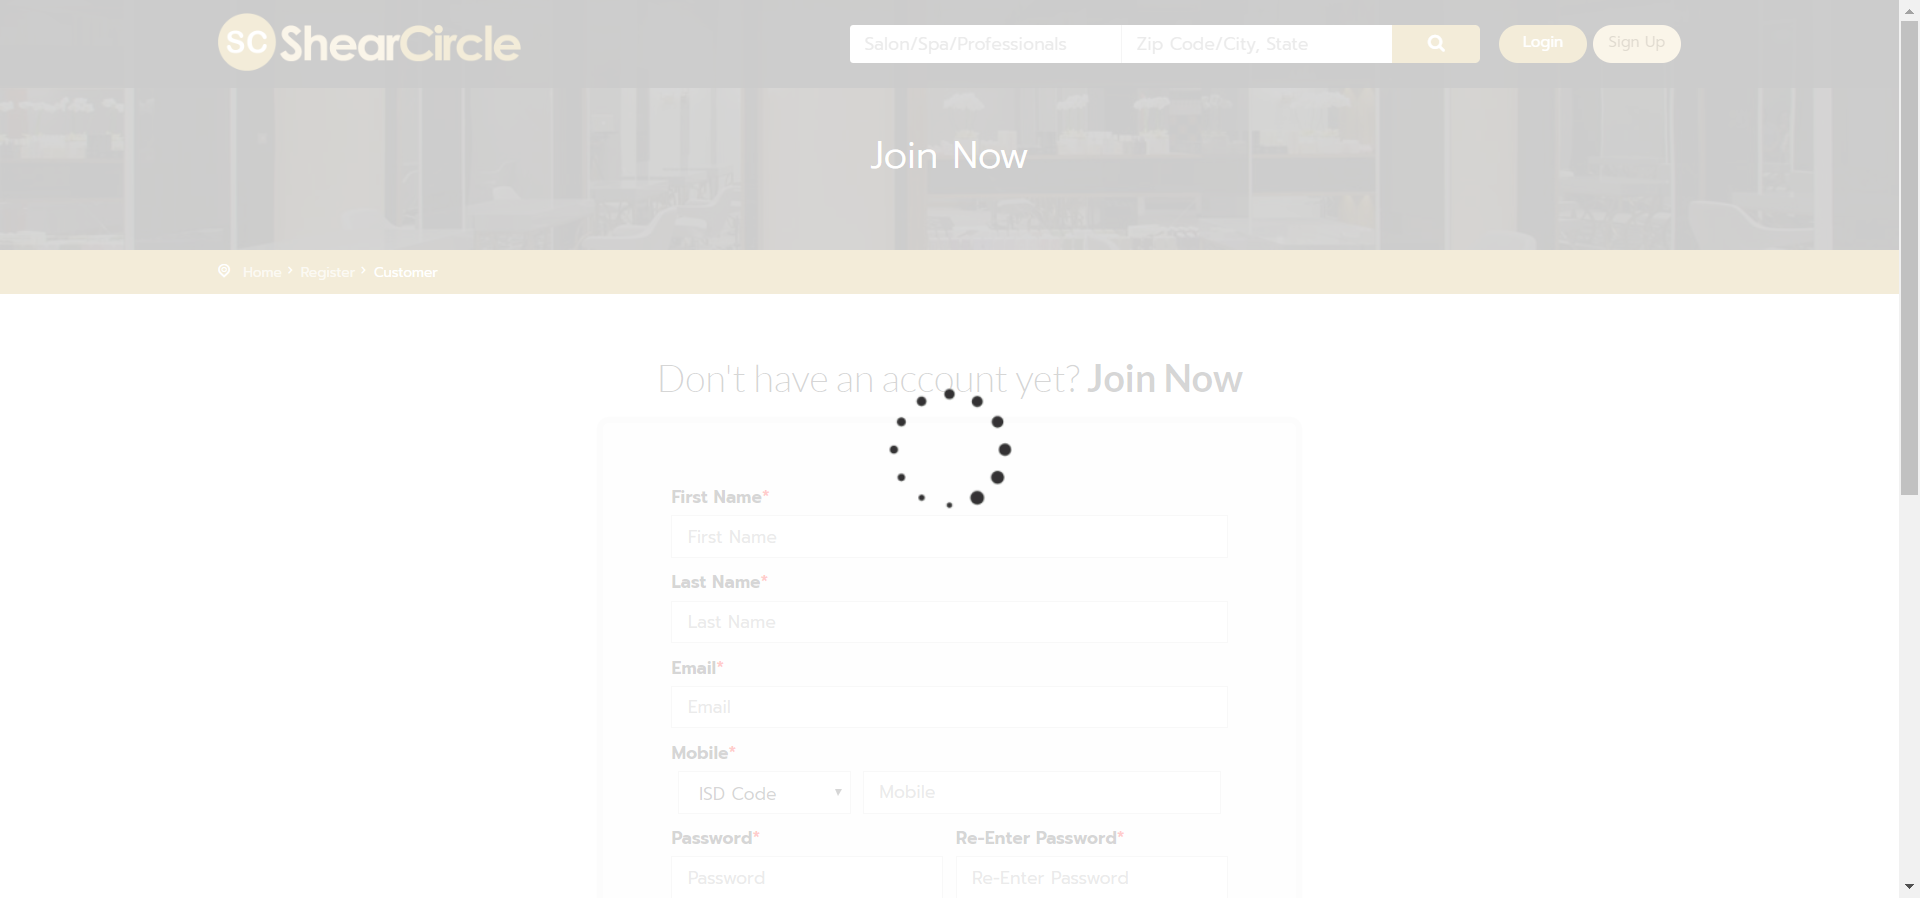 SC ShearCircle
Salon/Spa/Professionals
Zip Code/City, State
Login
Sign Up
Join Now
Home > Register > Customer
Don't have an account yet? Join Now
First Name*
First Name
Last Name*
Last Name
Email*
Email
Mobile*
ISD Code
Mobile
Password*
Re-Enter Password*
Password
Re-Enter Password